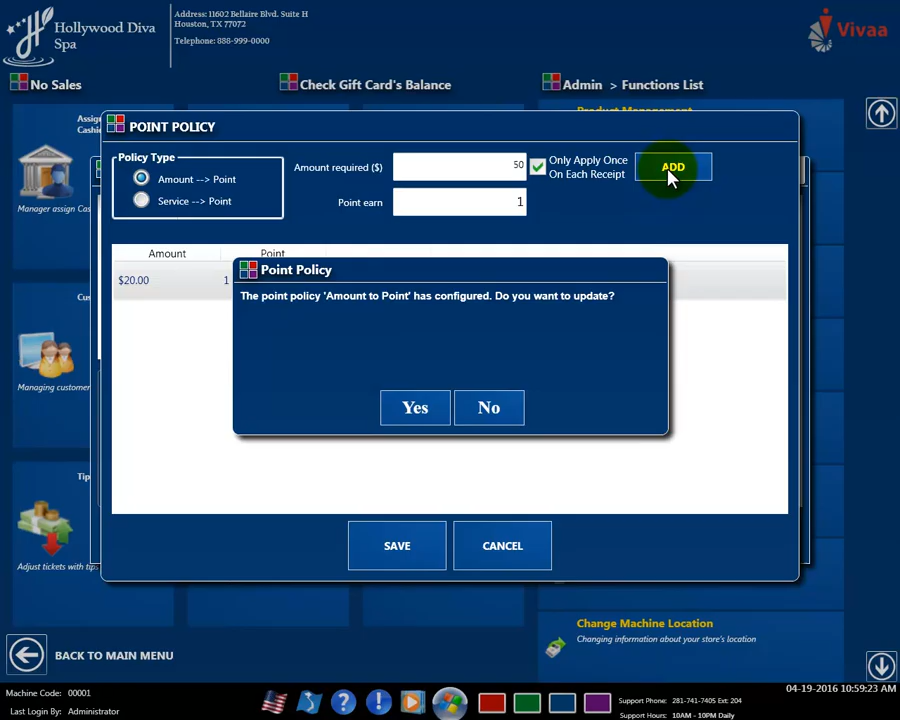 Hollywood Diva
Spa
Address: 11602 Bellaire Blvd. Suite H
Houston, TX 77072
Telephone: 888-999-0000
Vivaa
No Sales
Check Gift Card's Balance
Admin > Functions List
POINT POLICY
Policy Type
Amount --> Point
Service --> Point
Amount required ($)
50
Only Apply Once
On Each Receipt
ADD
Point earn
1
Amount
Point
$20.00
1
Point Policy
The point policy 'Amount to Point' has configured. Do you want to update?
Yes
No
SAVE
CANCEL
Manager assign Cas
Managing customer
Tip
Adjust tickets with tips
Change Machine Location
Changing information about your store's location
BACK TO MAIN MENU
Machine Code: 00001
Last Login By: Administrator
Support Phone: 281-741-7405 Ext: 204
Support Hours: 10AM - 10PM Daily
04-19-2016 10:59:23 AM